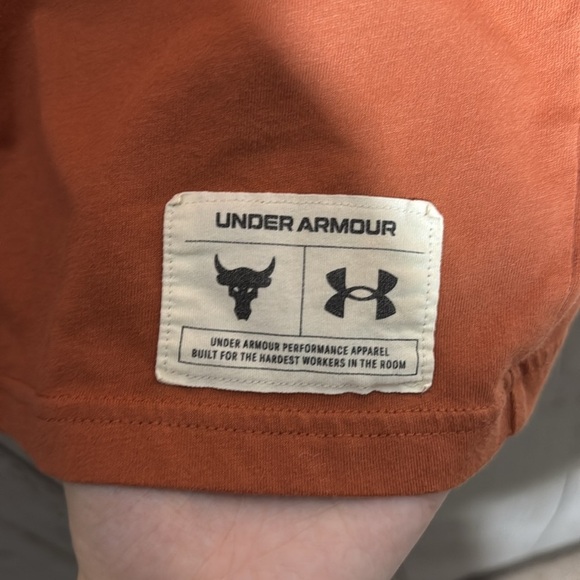 UNDER ARMOUR
UNDER ARMOUR PERFORMANCE APPAREL
BUILT FOR THE HARDEST WORKERS IN THE ROOM